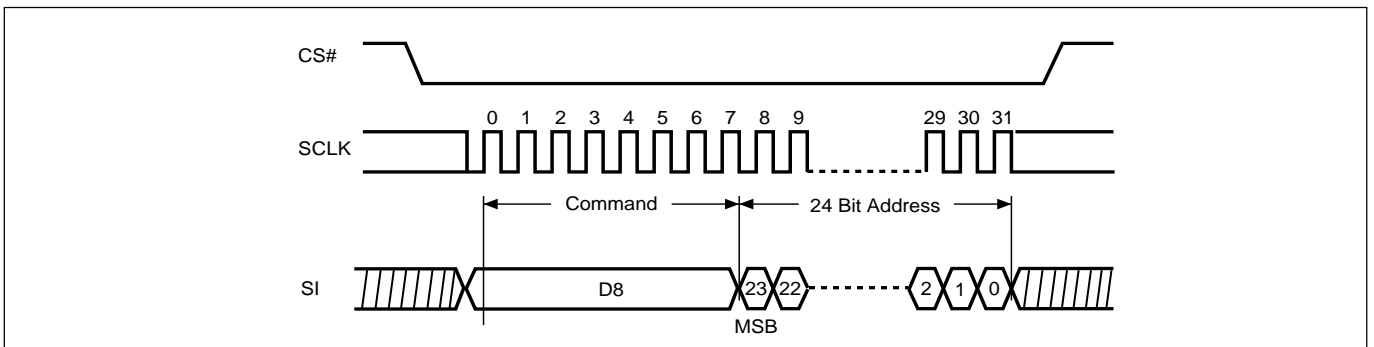 CS#
0 1 2 3 4 5 6 7 8 9 29 30 31
SCLK
Command 24 Bit Address
SI D8 23 22 2 1 0
MSB